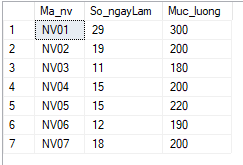 Ma_nv So_ngayLam Muc_luong
1 NV01 29 300
2 NV02 19 200
3 NV03 11 180
4 NV04 15 200
5 NV05 15 220
6 NV06 12 190
7 NV07 18 200